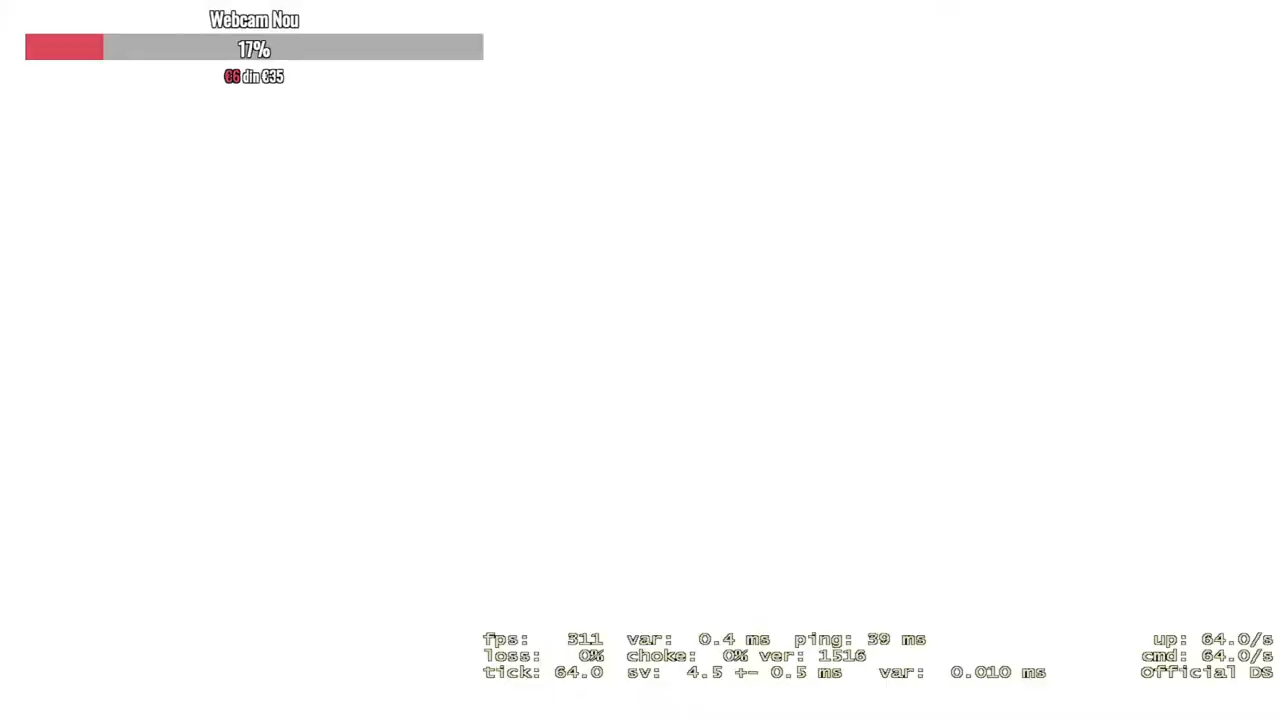 Webcam Nou
17%
€6 din €35
fps: 311 var: 0.4 ms ping: 39 ms up: 64.0/s
loss: 0% choke: 0% ver: 1516 cmd: 64.0/s
tick: 64.0 sv: 4.5 +- 0.5 ms var: 0.010 ms Official DS